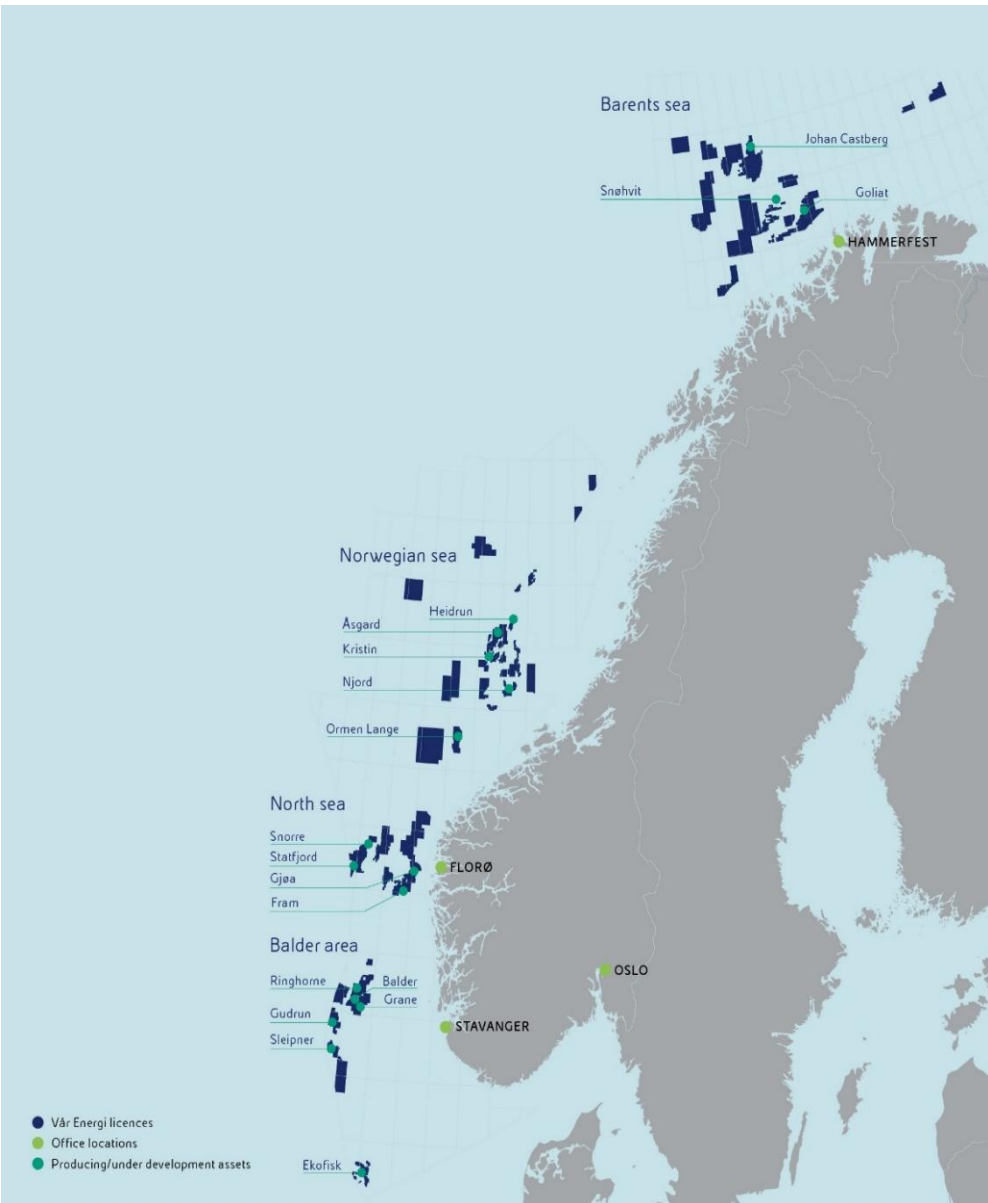 Barents sea
Johan Castberg
Snøhvit
Goliat
HAMMERFEST
Norwegian sea
Heidrun
Åsgard
Kristin
Njord
Ormen Lange
North sea
Snorre
Statfjord
Gjøa
FLORØ
Fram
Balder area
Ringhorne
Balder
Grane
OSLO
Gudrun
STAVANGER
Sleipner
Vår Energi licences
Office locations
Producing/under development assets
Ekofisk